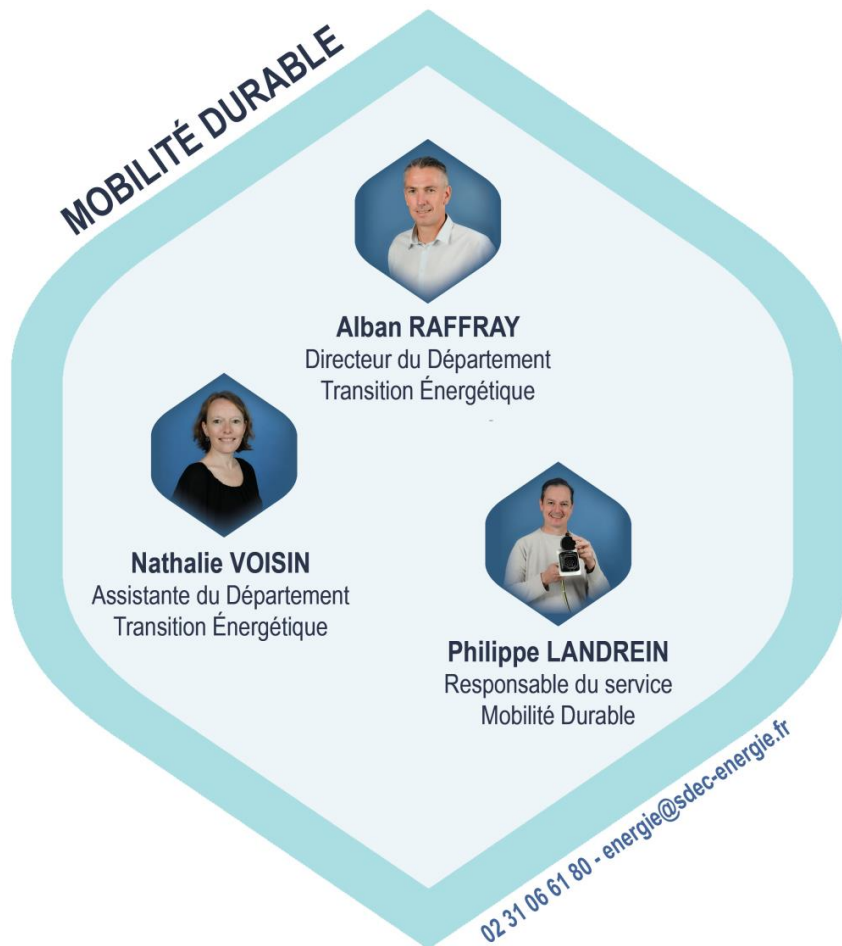 MOBILITÉ DURABLE
Alban RAFFRAY
Directeur du Département
Transition Énergétique
Nathalie VOISIN
Assistante du Département
Transition Énergétique
Philippe LANDREIN
Responsable du service
Mobilité Durable
02 31 06 61 80 - energie@sdec-energie.fr